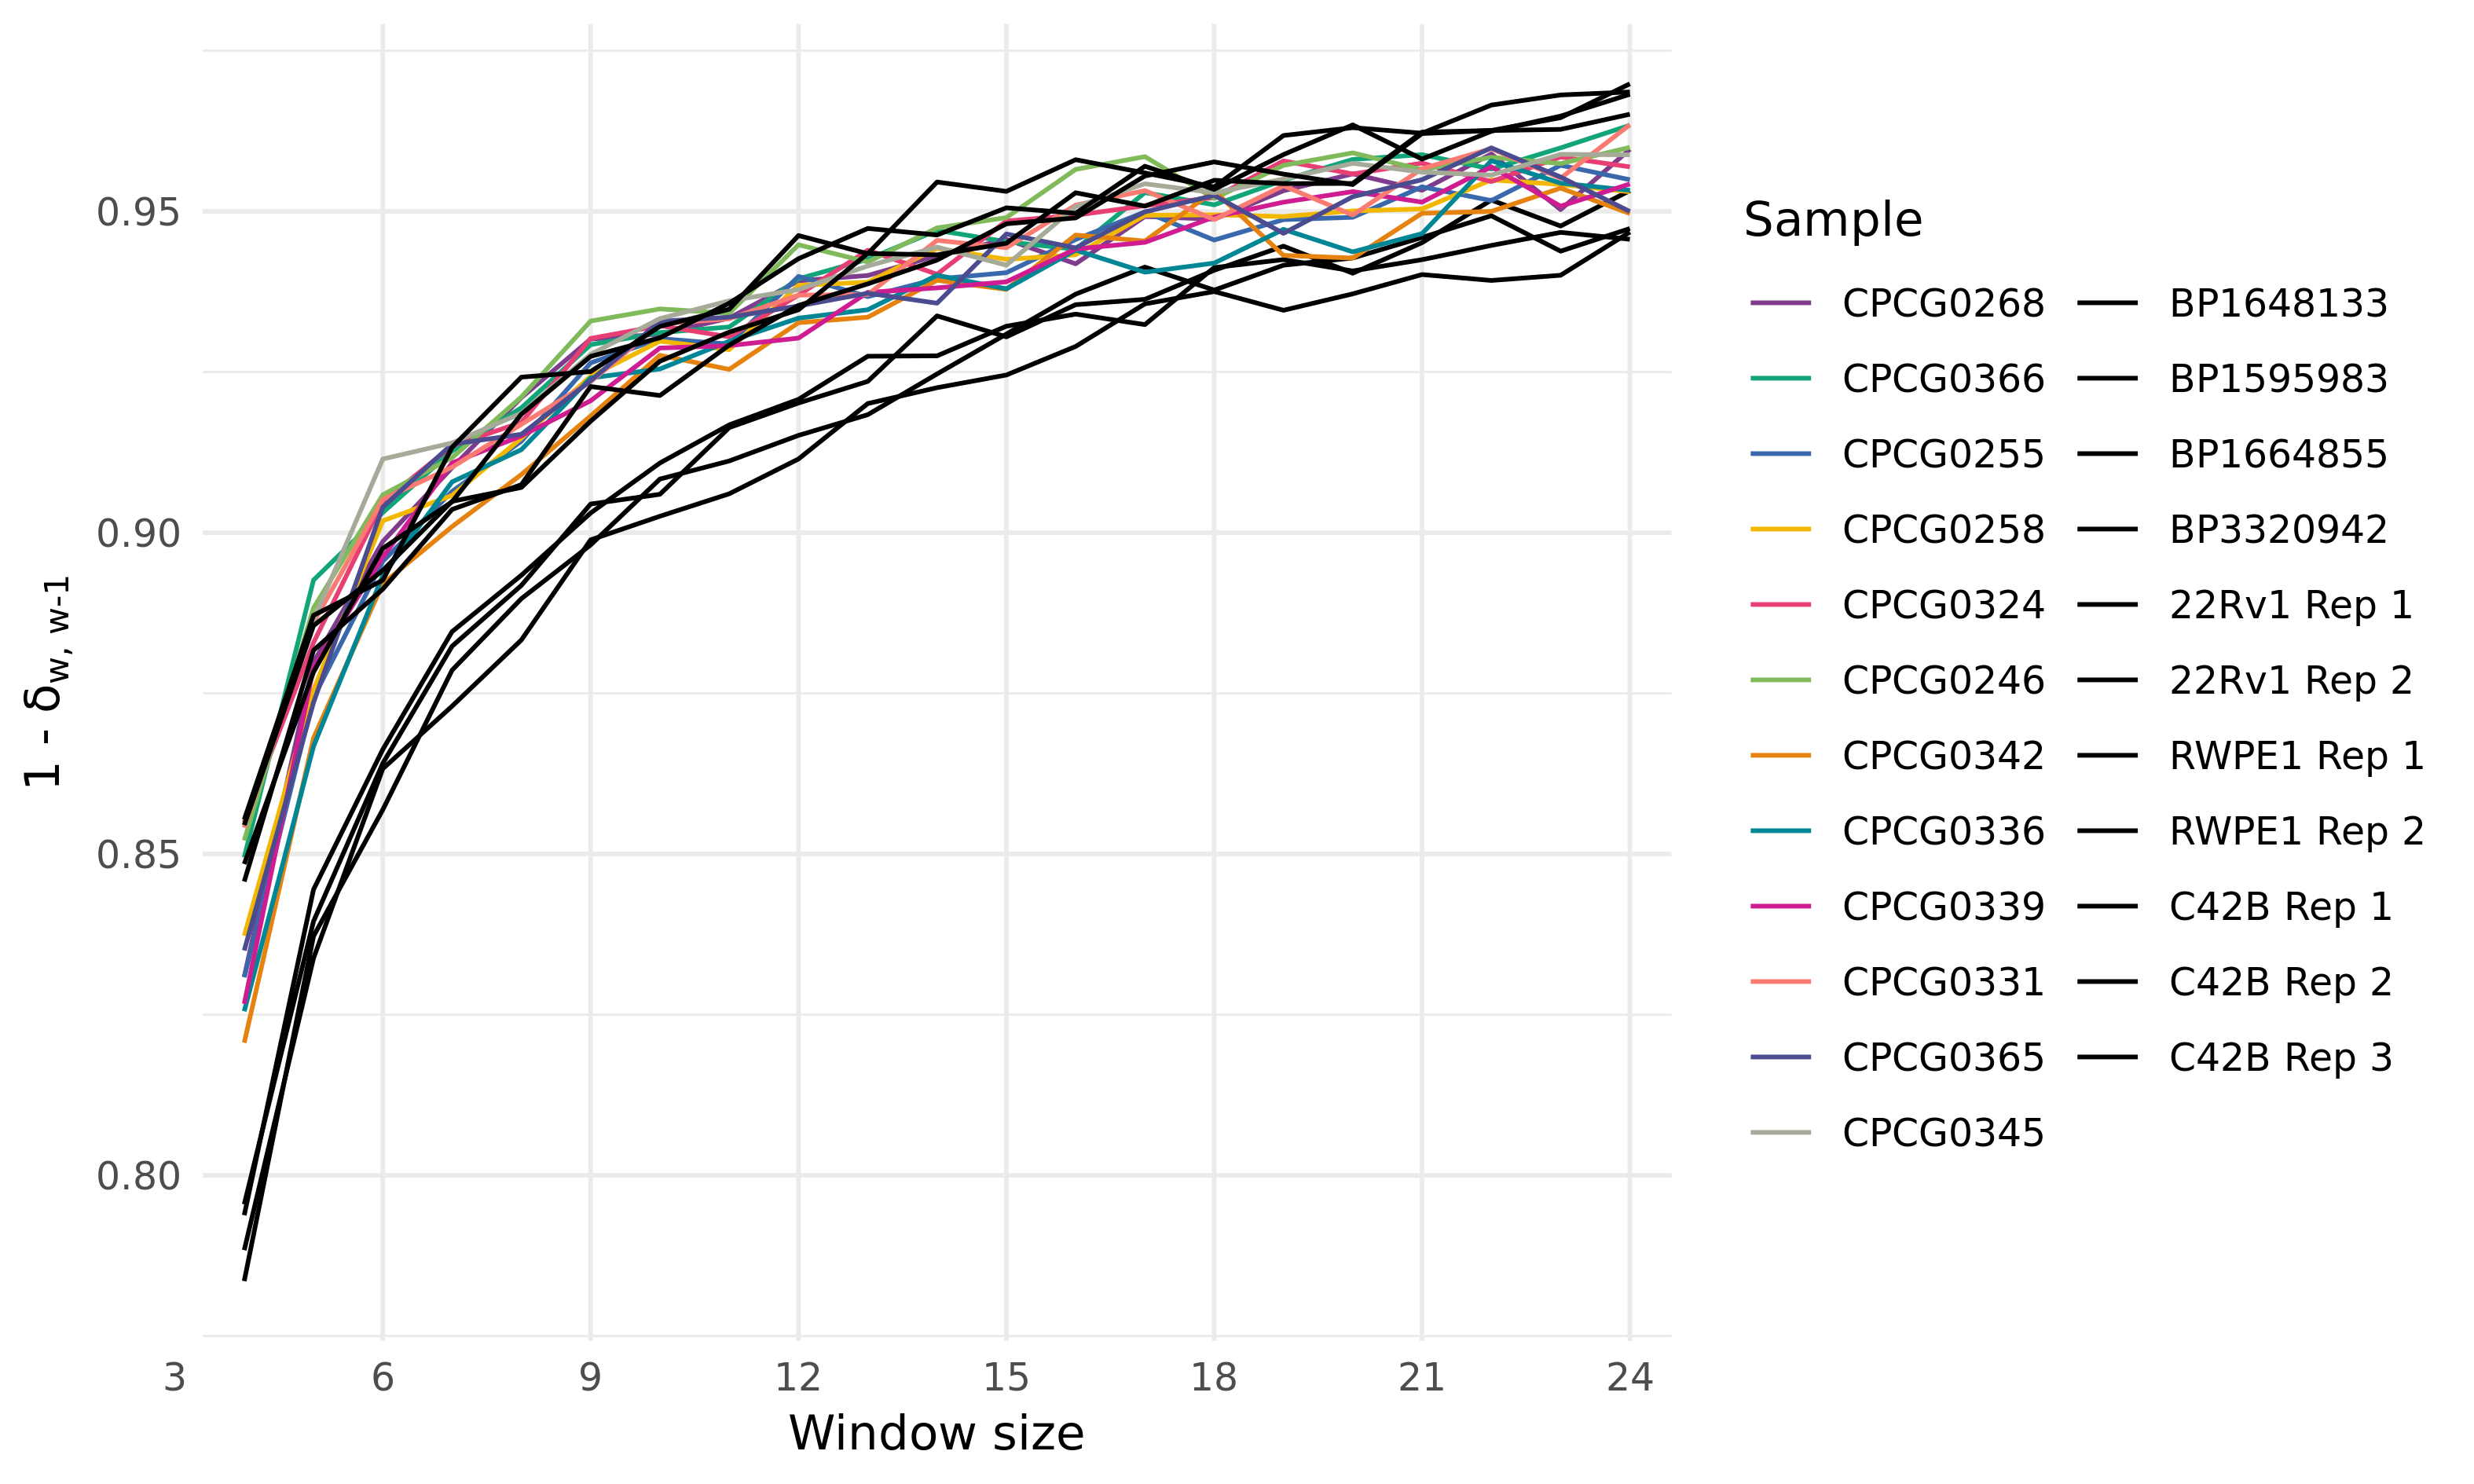 0.95
0.90
0.85
0.80
1 - δw, w-1
3 6 9 12 15 18 21 24
Window size
Sample
CPCG0268
CPCG0366
CPCG0255
CPCG0258
CPCG0324
CPCG0246
CPCG0342
CPCG0336
CPCG0339
CPCG0331
CPCG0365
CPCG0345
BP1648133
BP1595983
BP1664855
BP3320942
22Rv1 Rep 1
22Rv1 Rep 2
RWPE1 Rep 1
RWPE1 Rep 2
C42B Rep 1
C42B Rep 2
C42B Rep 3